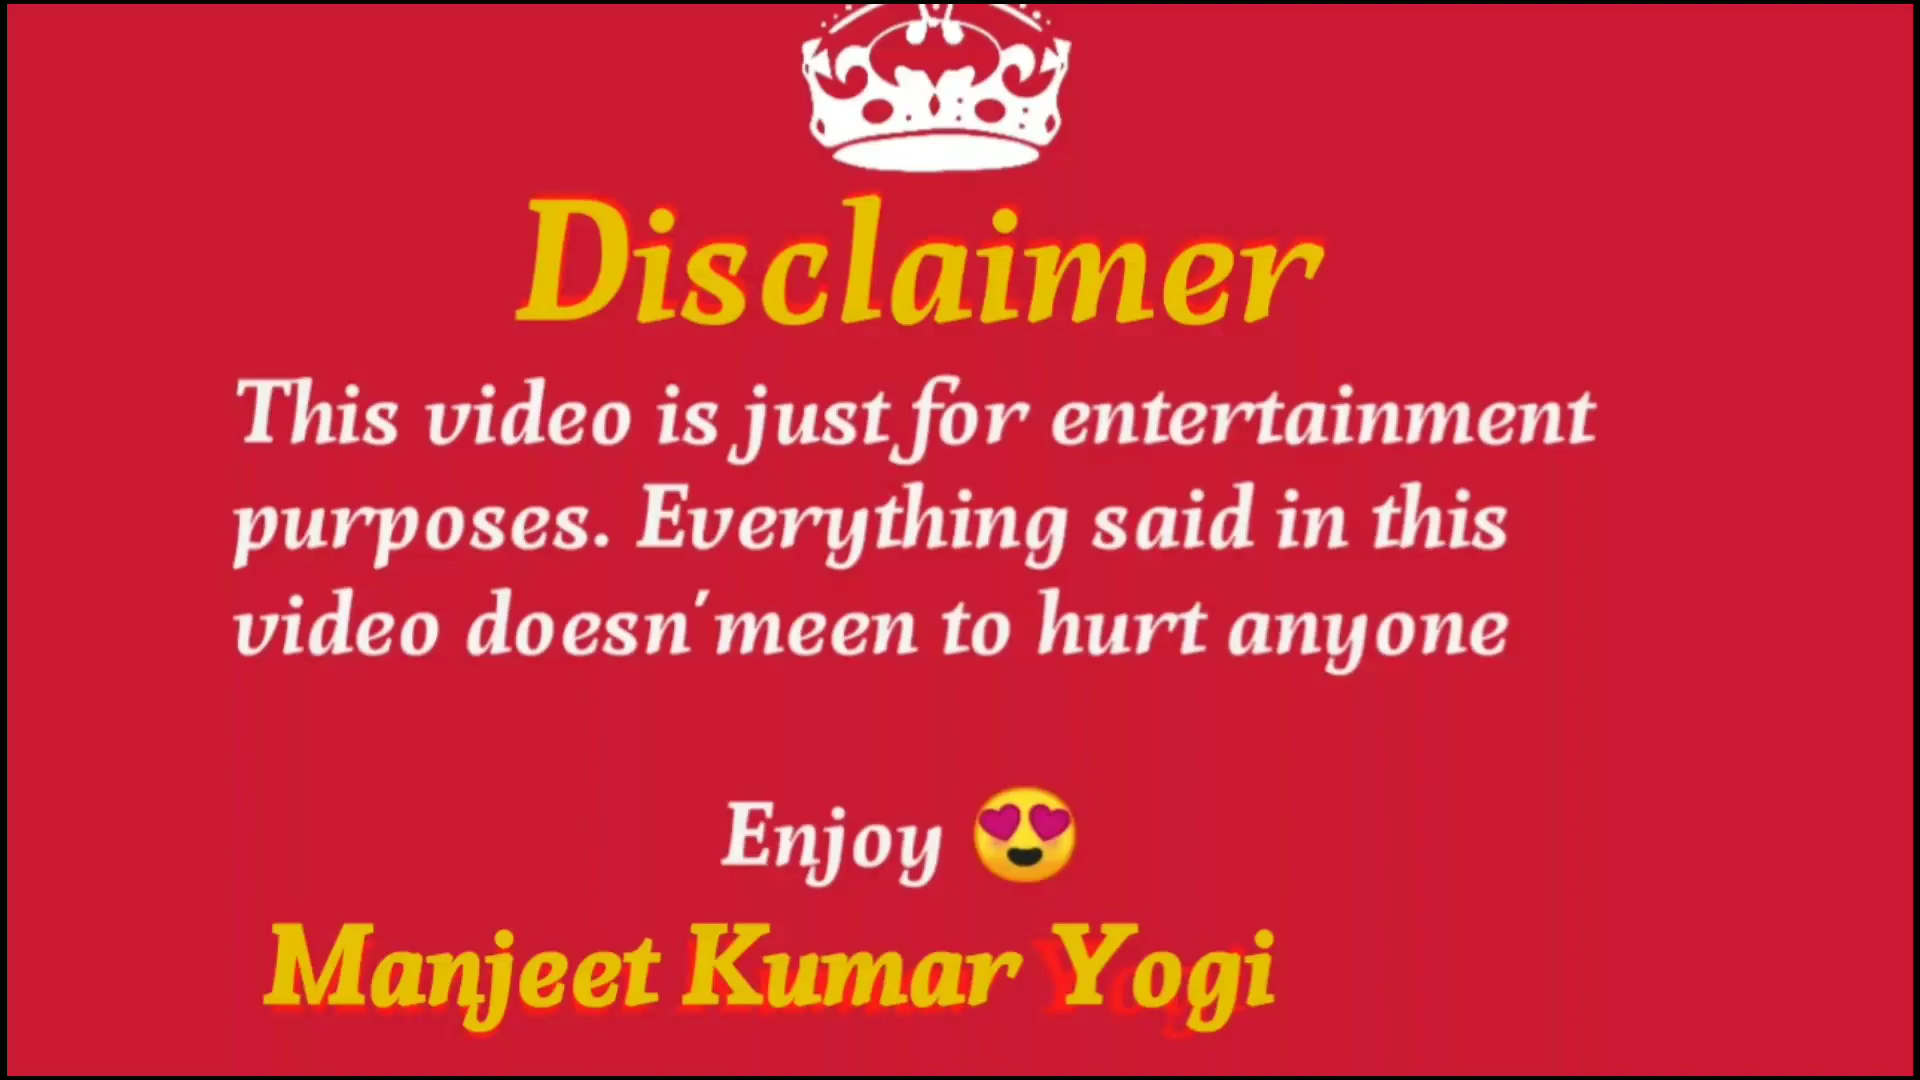 Disclaimer
This video is just for entertainment
purposes. Everything said in this
video doesn'meen to hurt anyone
Enjoy 😍
Manjeet Kumar Yogi